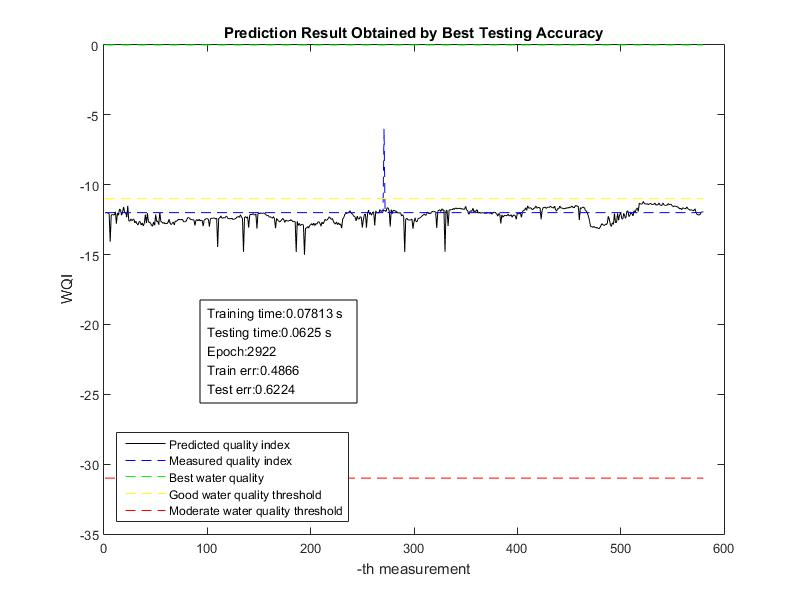 Prediction Result Obtained by Best Testing Accuracy
0
-5
-10
-15
-20
-25
-30
-35
WQI
Training time:0.07813 s
Testing time:0.0625 s
Epoch:2922
Train err:0.4866
Test err:0.6224
Predicted quality index
Measured quality index
Best water quality
Good water quality threshold
Moderate water quality threshold
0 100 200 300 400 500 600
-th measurement